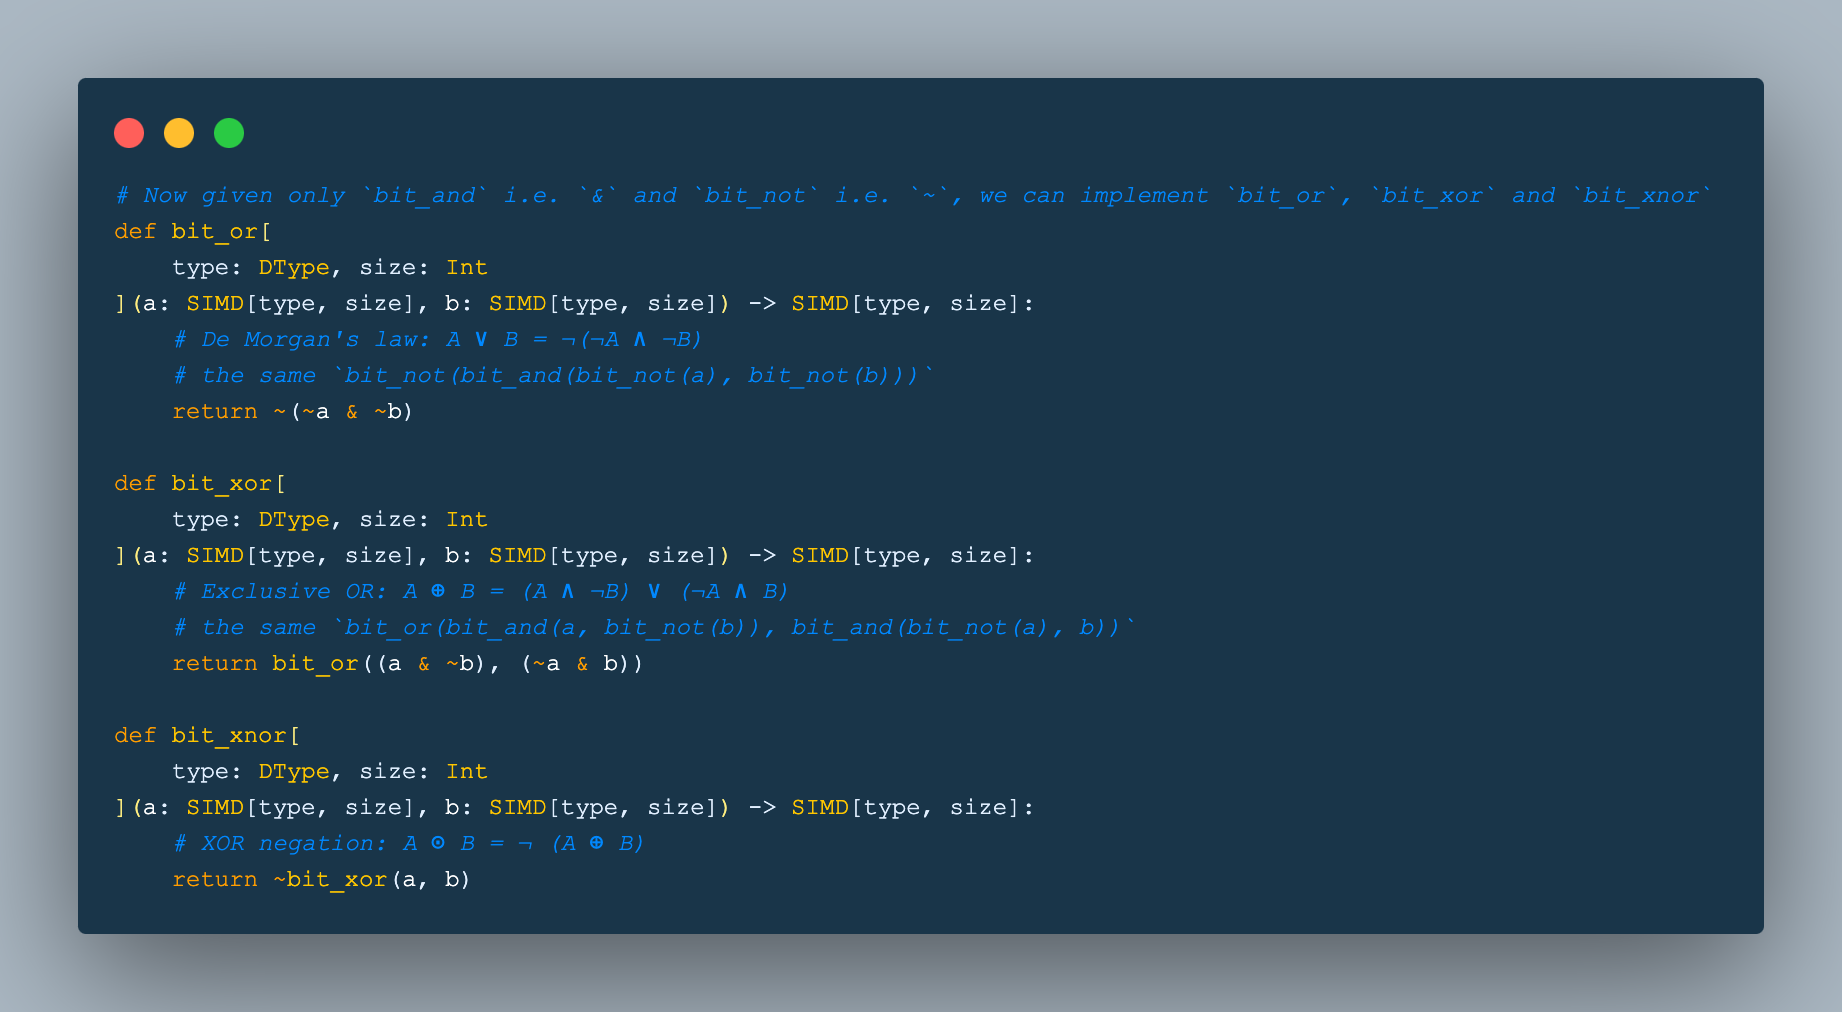 # Now given only `bit_and` i.e. `&` and `bit_not` i.e. `~`, we can implement `bit_or`, `bit_xor` and `bit_xnor`
def bit_or[
    type: DType, size: Int
](a: SIMD[type, size], b: SIMD[type, size]) -> SIMD[type, size]:
    # De Morgan's law: A ∨ B = ¬(¬A ∧ ¬B)
    # the same `bit_not(bit_and(bit_not(a), bit_not(b)))`
    return ~(~a & ~b)

def bit_xor[
    type: DType, size: Int
](a: SIMD[type, size], b: SIMD[type, size]) -> SIMD[type, size]:
    # Exclusive OR: A ⊕ B = (A ∧ ¬B) ∨ (¬A ∧ B)
    # the same `bit_or(bit_and(a, bit_not(b)), bit_and(bit_not(a), b))`
    return bit_or((a & ~b), (~a & b))

def bit_xnor[
    type: DType, size: Int
](a: SIMD[type, size], b: SIMD[type, size]) -> SIMD[type, size]:
    # XOR negation: A ⊙ B = ¬ (A ⊕ B)
    return ~bit_xor(a, b)